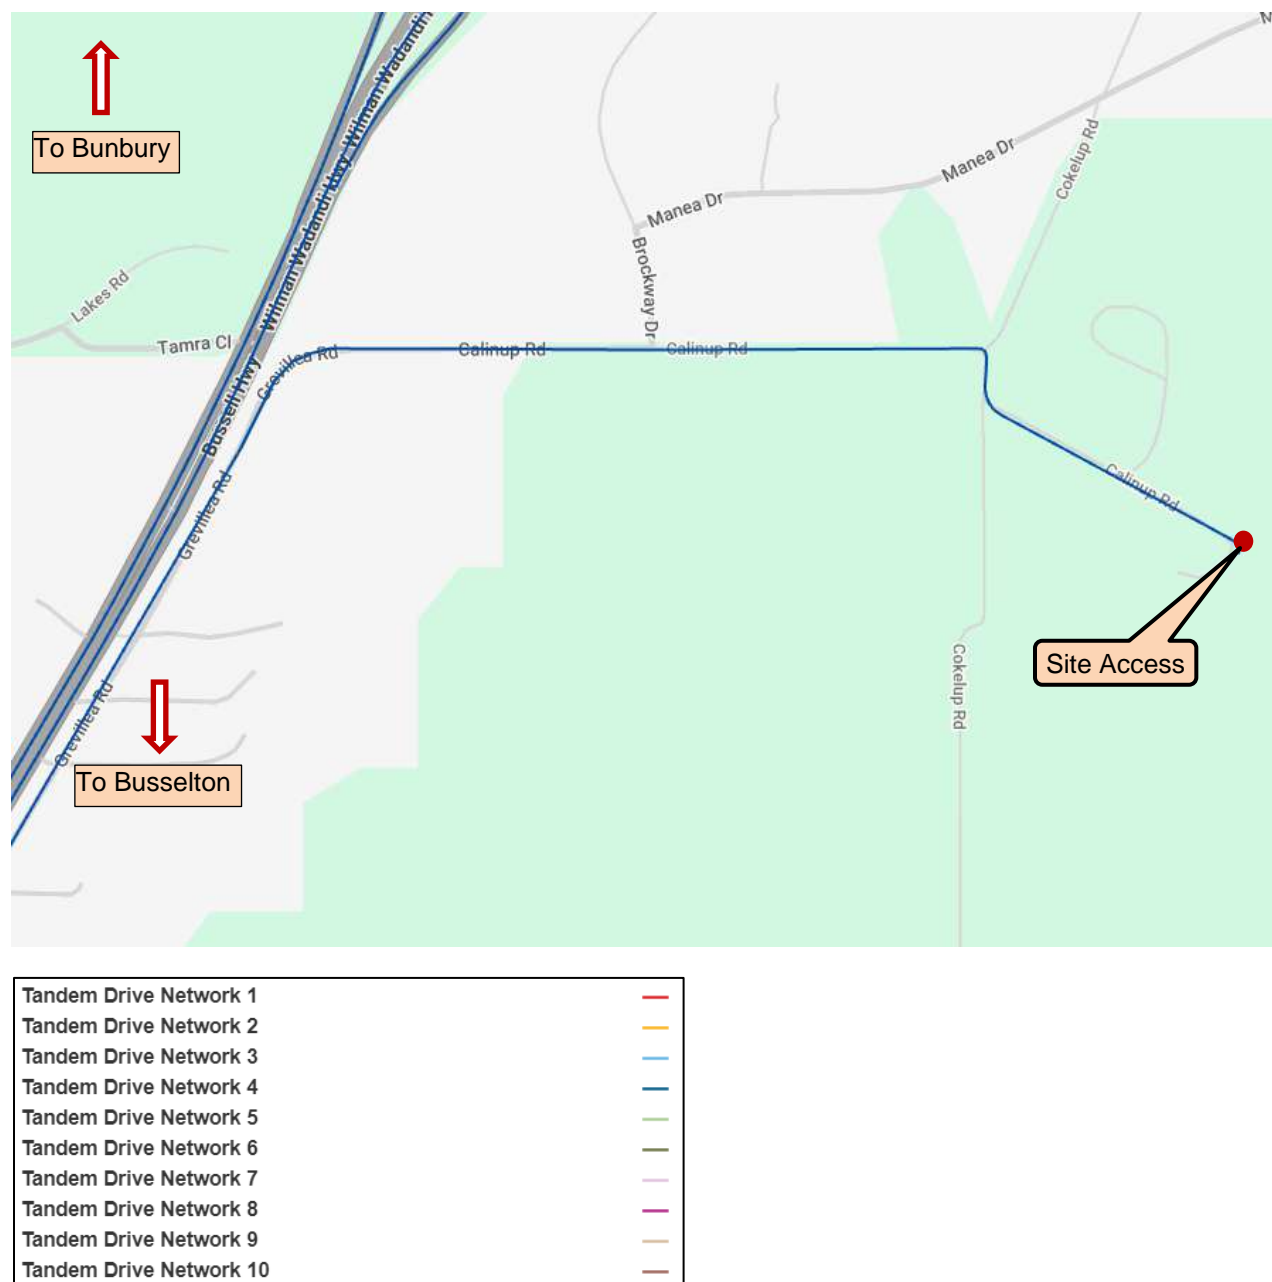 Wilman Wadandi Hwy
Wilman Wadandi
To Bunbury
Manea Dr
Cokelup Rd
Manea Dr
Brockway Dr
Lakes Rd
Tamra Cl
Grevillea Rd
Calinup Rd
Calinup Rd
Bussell Hwy
Grevillea Rd
Calinup Rd
Site Access
Cokelup Rd
Grevillea Rd
To Busselton
Tandem Drive Network 1
Tandem Drive Network 2
Tandem Drive Network 3
Tandem Drive Network 4
Tandem Drive Network 5
Tandem Drive Network 6
Tandem Drive Network 7
Tandem Drive Network 8
Tandem Drive Network 9
Tandem Drive Network 10